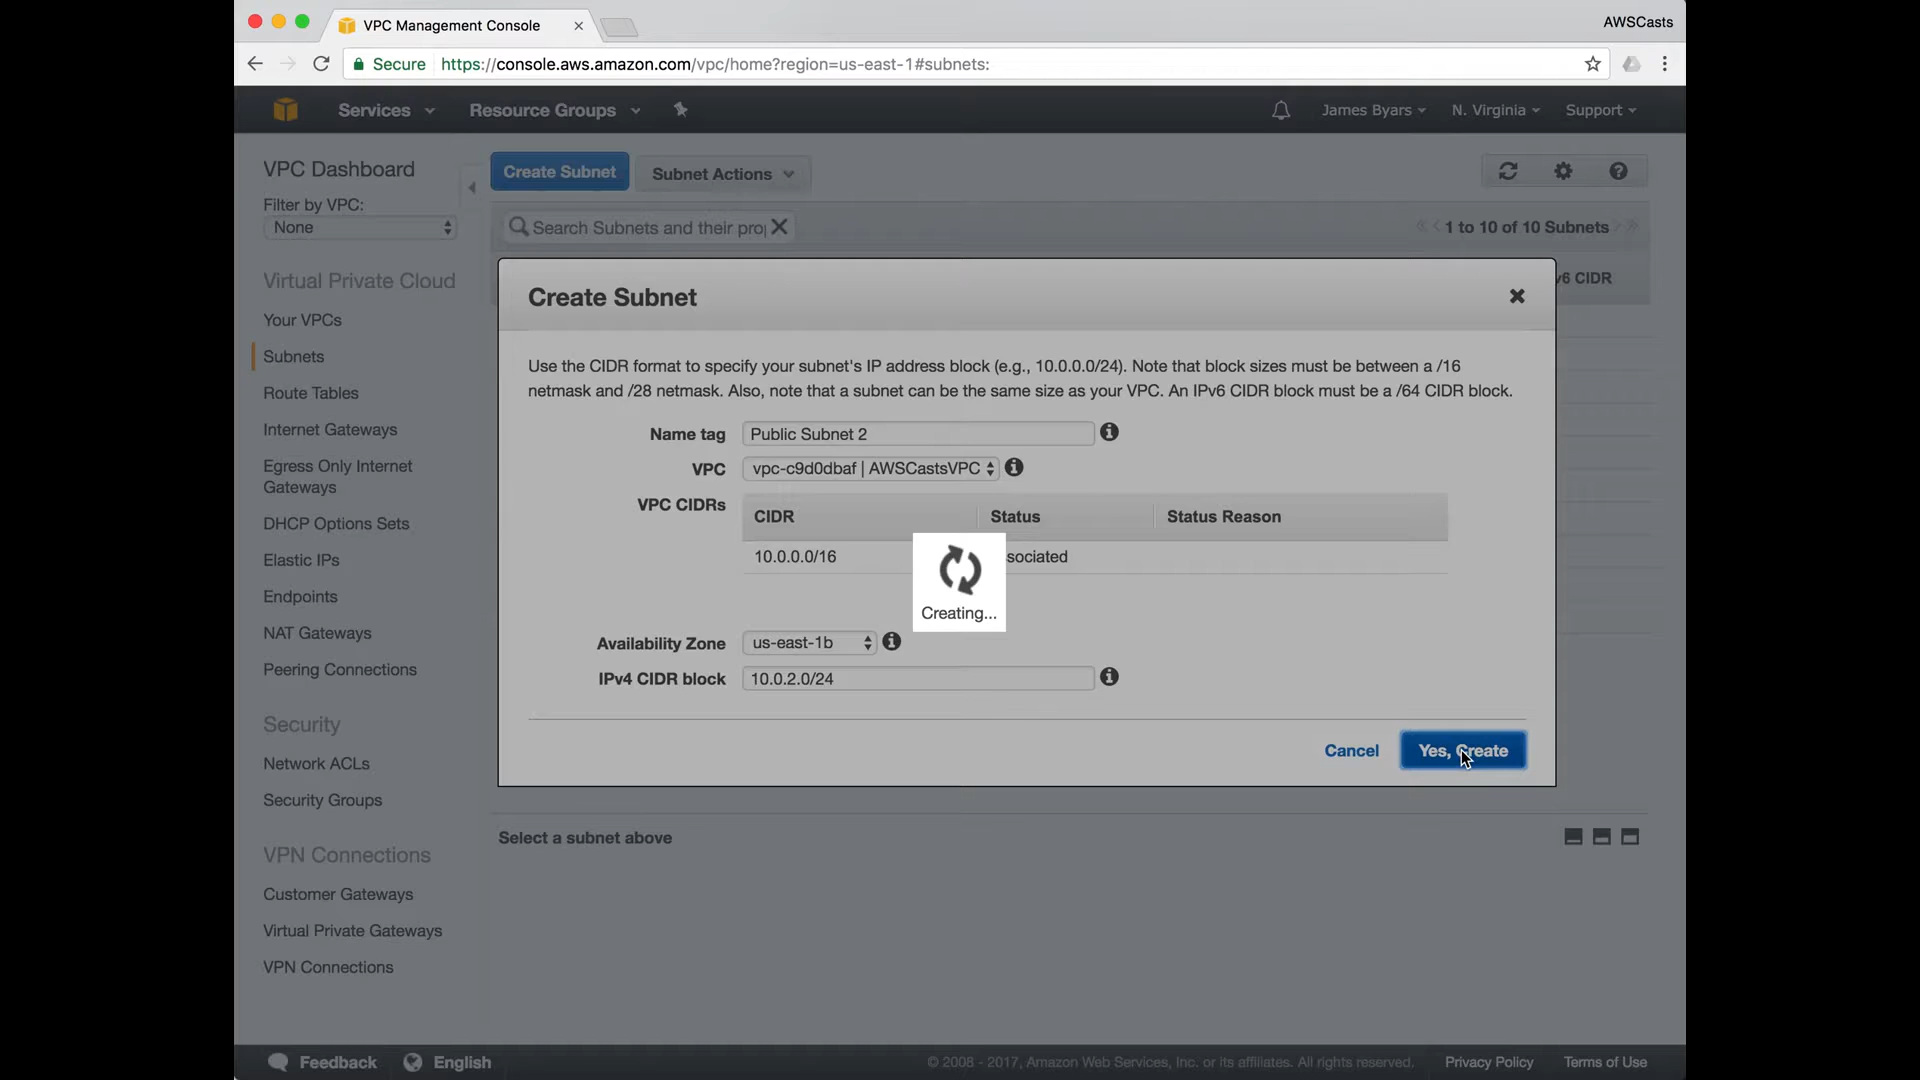 VPC Management Console
AWSCasts
Secure https://console.aws.amazon.com/vpc/home?region=us-east-1#subnets:
Services Resource Groups James Byars N. Virginia Support
VPC Dashboard
Filter by VPC:
None
Virtual Private Cloud
Your VPCs
Subnets
Route Tables
Internet Gateways
Egress Only Internet
Gateways
DHCP Options Sets
Elastic IPs
Endpoints
NAT Gateways
Peering Connections
Security
Network ACLs
Security Groups
VPN Connections
Customer Gateways
Virtual Private Gateways
VPN Connections
Create Subnet Subnet Actions
Search Subnets and their pro
1 to 10 of 10 Subnets
v6 CIDR
Create Subnet
Use the CIDR format to specify your subnet's IP address block (e.g., 10.0.0.0/24). Note that block sizes must be between a /16
netmask and /28 netmask. Also, note that a subnet can be the same size as your VPC. An IPv6 CIDR block must be a /64 CIDR block.
Name tag Public Subnet 2
VPC vpc-c9d0dbaf | AWSCastsVPC
VPC CIDRs
CIDR Status Status Reason
10.0.0.0/16 sociated
Creating...
Availability Zone us-east-1b
IPv4 CIDR block 10.0.2.0/24
Cancel Yes, Create
Select a subnet above
Feedback English © 2008 - 2017, Amazon Web Services, Inc. or its affiliates. All rights reserved. Privacy Policy Terms of Use